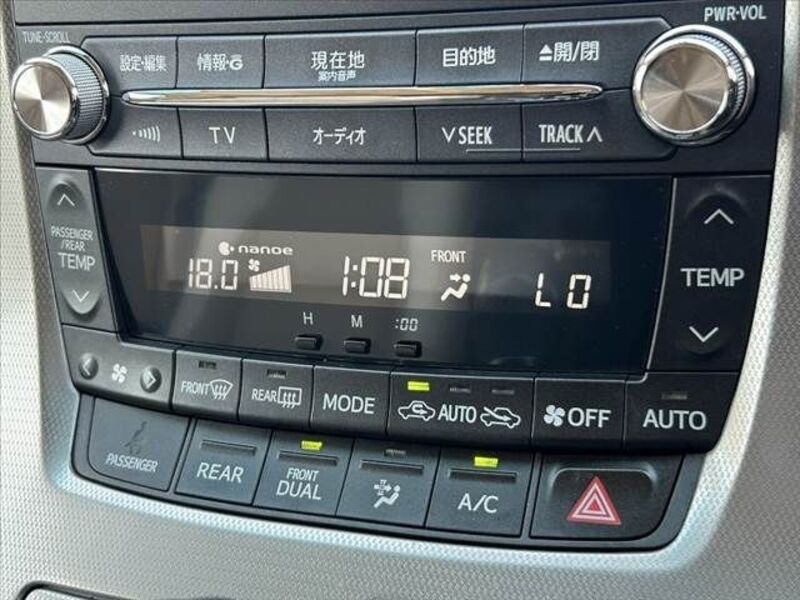 TUNE·SCROLL
PWR·VOL
設定·編集
情報·G
現在地
案内音声
目的地
⏏開/閉
TV
オーディオ
∨SEEK
TRACK∧
PASSENGER
/REAR
TEMP
nanoe
18.0
1:08
FRONT
LO
TEMP
H
M
:00
FRONT
REAR
MODE
AUTO
OFF
AUTO
PASSENGER
REAR
FRONT
DUAL
A/C